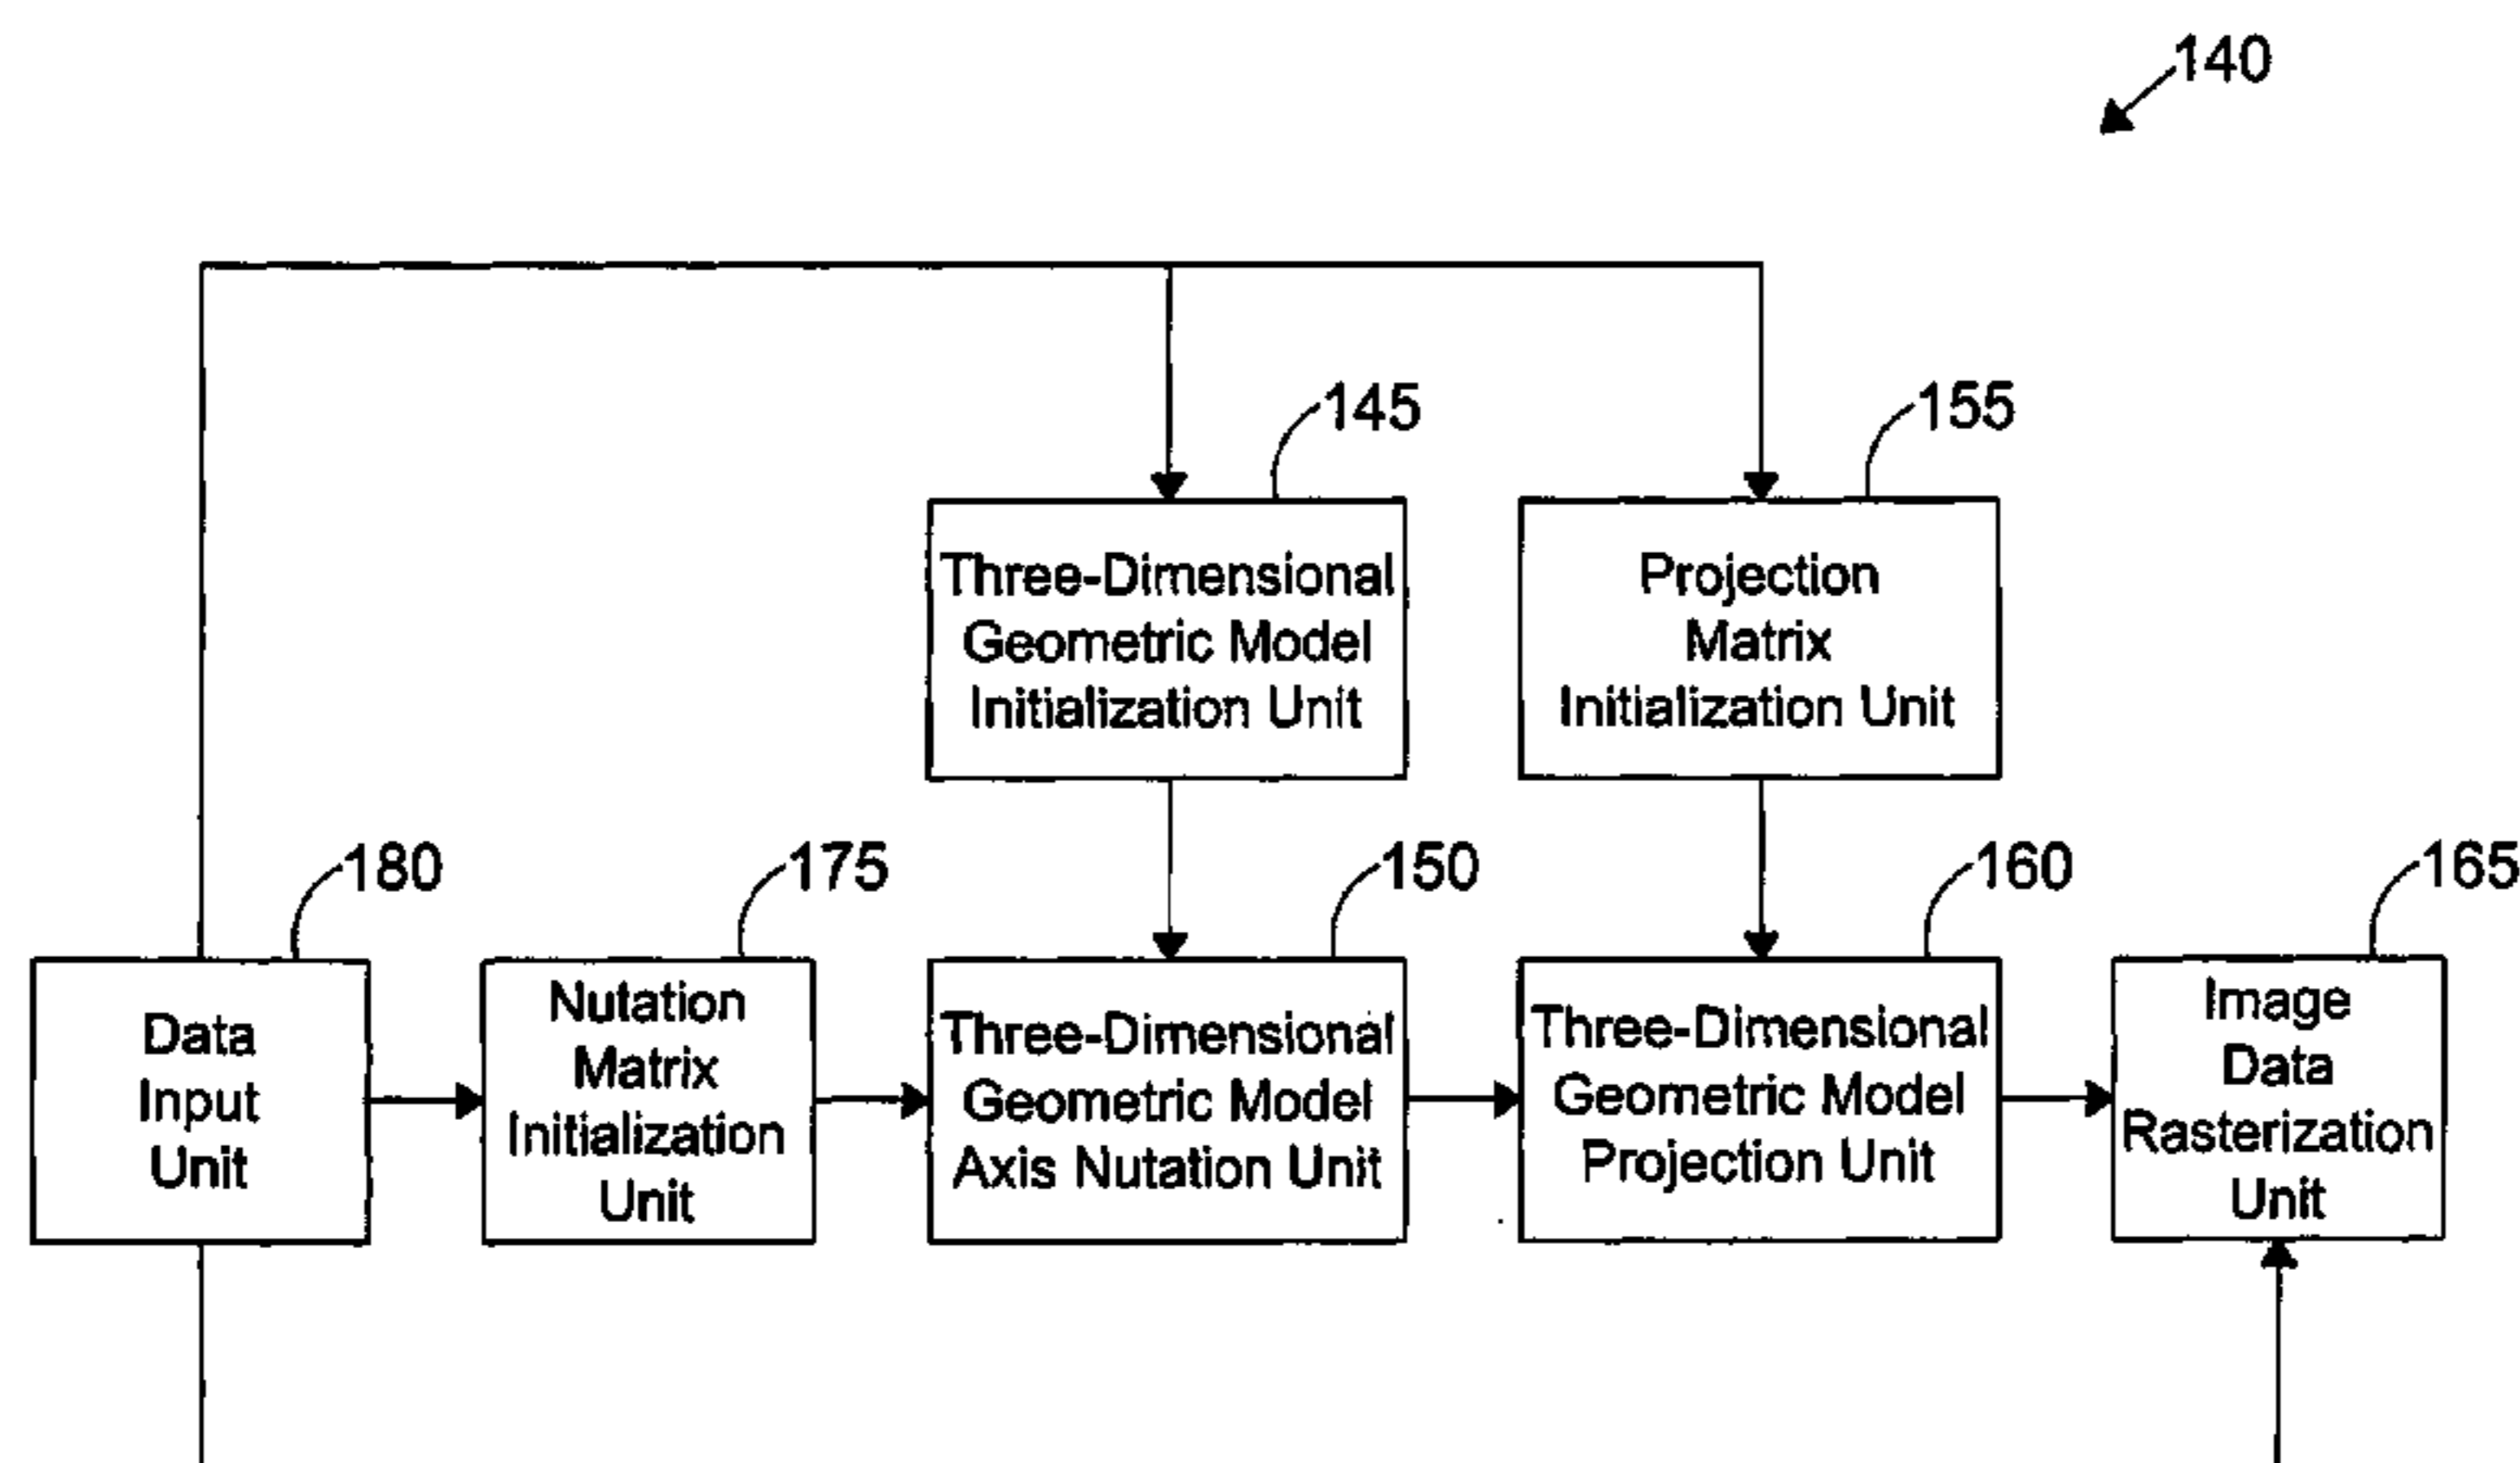 140
145
155
Three-Dimensional
Geometric Model
Initialization Unit
Projection
Matrix
Initialization Unit
180
175
150
160
165
Data
Input
Unit
Nutation
Matrix
Initialization
Unit
Three-Dimensional
Geometric Model
Axis Nutation Unit
Three-Dimensional
Geometric Model
Projection Unit
Image
Data
Rasterization
Unit